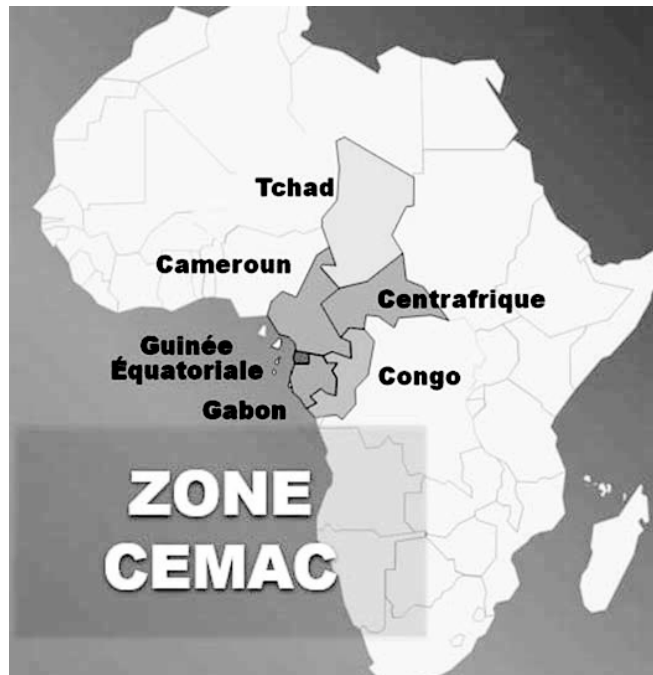 Tchad
Cameroun
Centrafrique
Guinée
Équatoriale
Congo
Gabon
ZONE
CEMAC